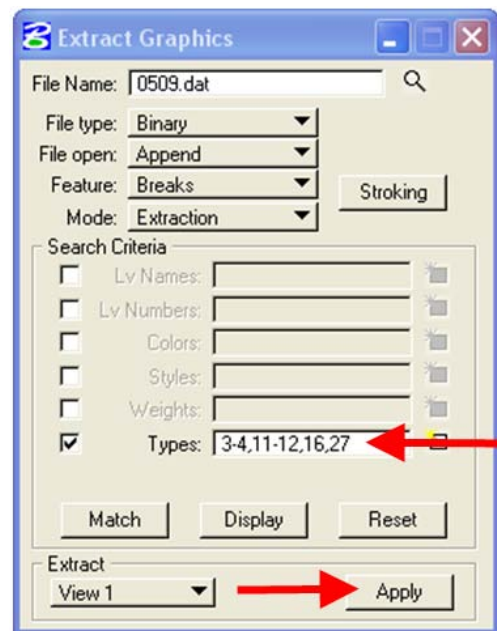 Extract Graphics
File Name: 0509.dat
File type: Binary
File open: Append
Feature: Breaks
Stroking
Mode: Extraction
Search Criteria
Lv Names:
Lv Numbers:
Colors:
Styles:
Weights:
Types: 3-4,11-12,16,27
Match Display Reset
Extract
View 1 Apply